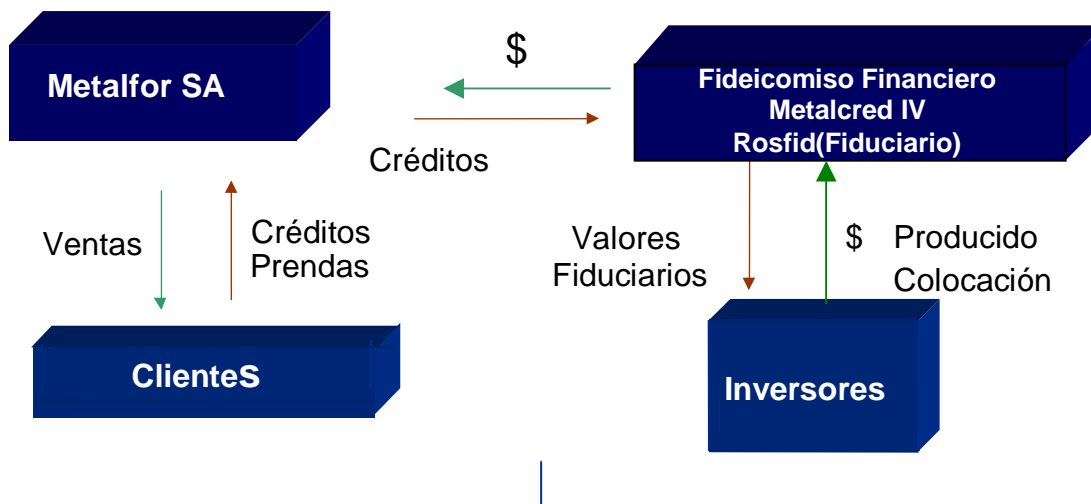 $
Metalfor SA
Fideicomiso Financiero
Metalcred IV
Rosfid(Fiduciario)
Créditos
Ventas
Créditos
Prendas
Valores
Fiduciarios
$ Producido
Colocación
ClienteS
Inversores